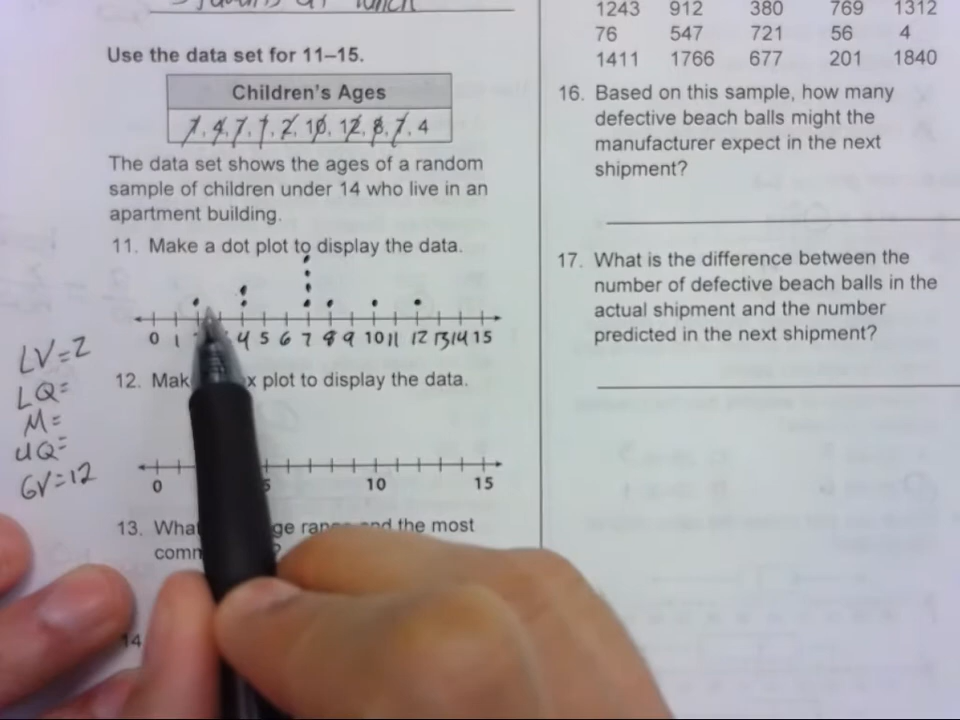 at lunch
Use the data set for 11–15.
Children's Ages
7, 4, 7, 7, 2, 10, 12, 8, 7, 4
The data set shows the ages of a random
sample of children under 14 who live in an
apartment building.
11. Make a dot plot to display the data.
0 1 4 5 6 7 8 9 10 11 12 13 14 15
LV=2
LQ=
M=
UQ=
GV=12
12. Mak x plot to display the data.
0 5 10 15
13. What ge range and the most
comm ?
14
1243 912 380 769 1312
76 547 721 56 4
1411 1766 677 201 1840
16. Based on this sample, how many
defective beach balls might the
manufacturer expect in the next
shipment?
17. What is the difference between the
number of defective beach balls in the
actual shipment and the number
predicted in the next shipment?